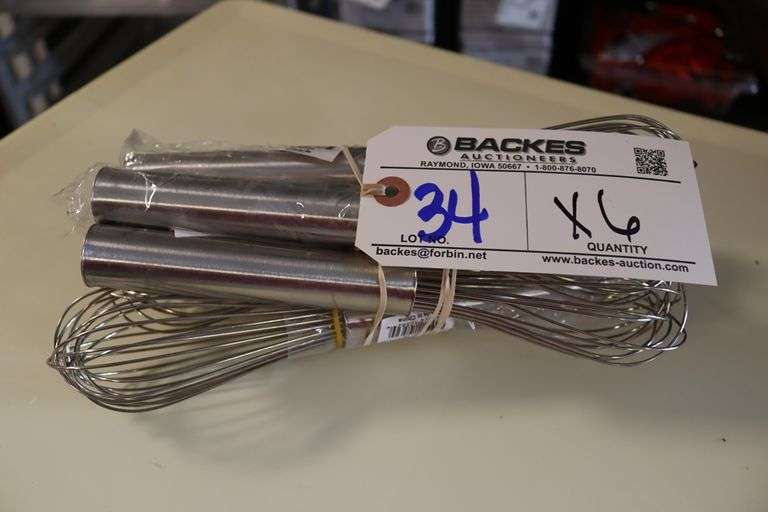 BACKES
AUCTIONEERS
RAYMOND, IOWA 50667 • 1-800-876-8070
34
X6
LOT NO.
QUANTITY
backes@forbin.net
www.backes-auction.com